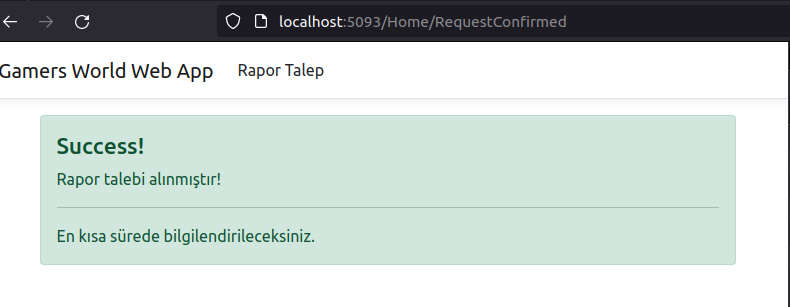 localhost:5093/Home/RequestConfirmed
Gamers World Web App Rapor Talep
Success!
Rapor talebi alınmıştır!
En kısa sürede bilgilendirileceksiniz.